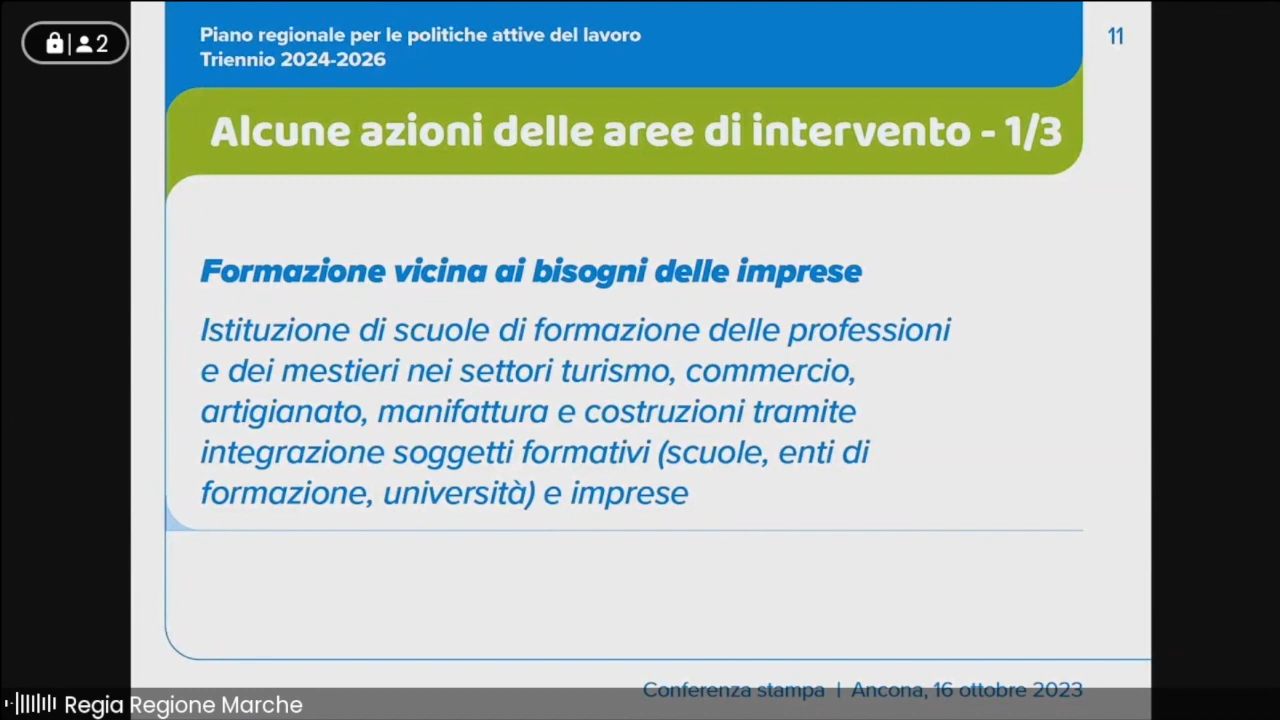 2
Piano regionale per le politiche attive del lavoro
Triennio 2024-2026
11
Alcune azioni delle aree di intervento - 1/3
Formazione vicina ai bisogni delle imprese
Istituzione di scuole di formazione delle professioni
e dei mestieri nei settori turismo, commercio,
artigianato, manifattura e costruzioni tramite
integrazione soggetti formativi (scuole, enti di
formazione, università) e imprese
Conferenza stampa | Ancona, 16 ottobre 2023
Regia Regione Marche